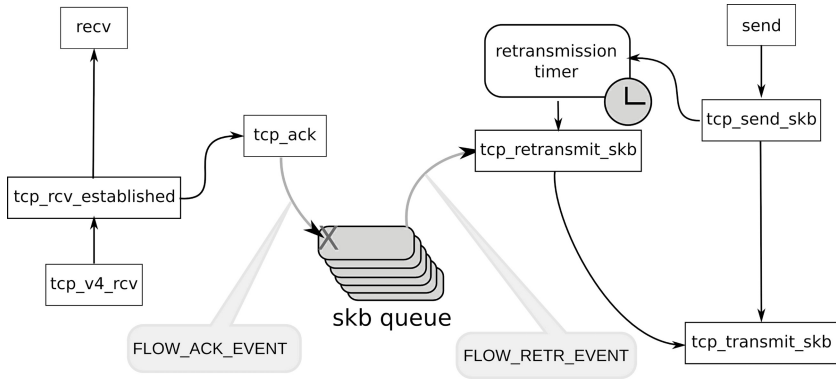 recv
send
retransmission
timer
tcp_send_skb
tcp_ack
tcp_retransmit_skb
tcp_rcv_established
X
tcp_v4_rcv
skb queue
FLOW_ACK_EVENT
FLOW_RETR_EVENT
tcp_transmit_skb